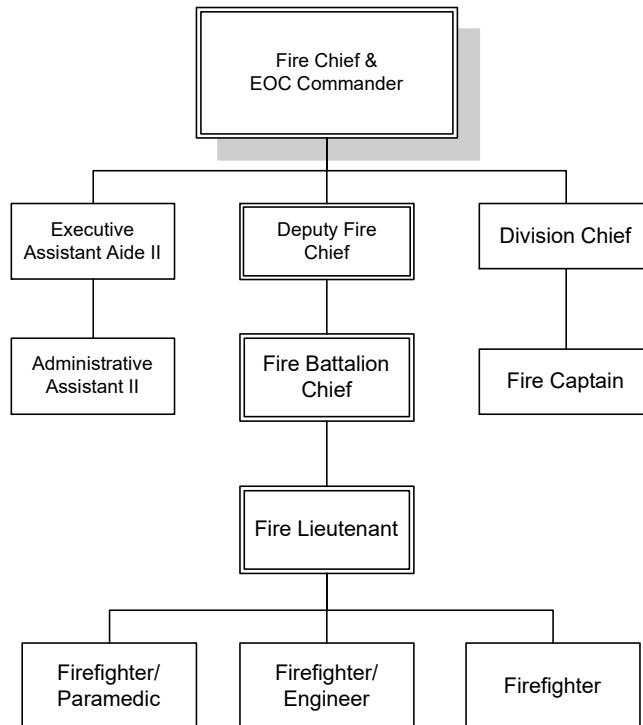 Fire Chief &
EOC Commander
Executive
Assistant Aide II
Deputy Fire
Chief
Division Chief
Administrative
Assistant II
Fire Battalion
Chief
Fire Captain
Fire Lieutenant
Firefighter/
Paramedic
Firefighter/
Engineer
Firefighter